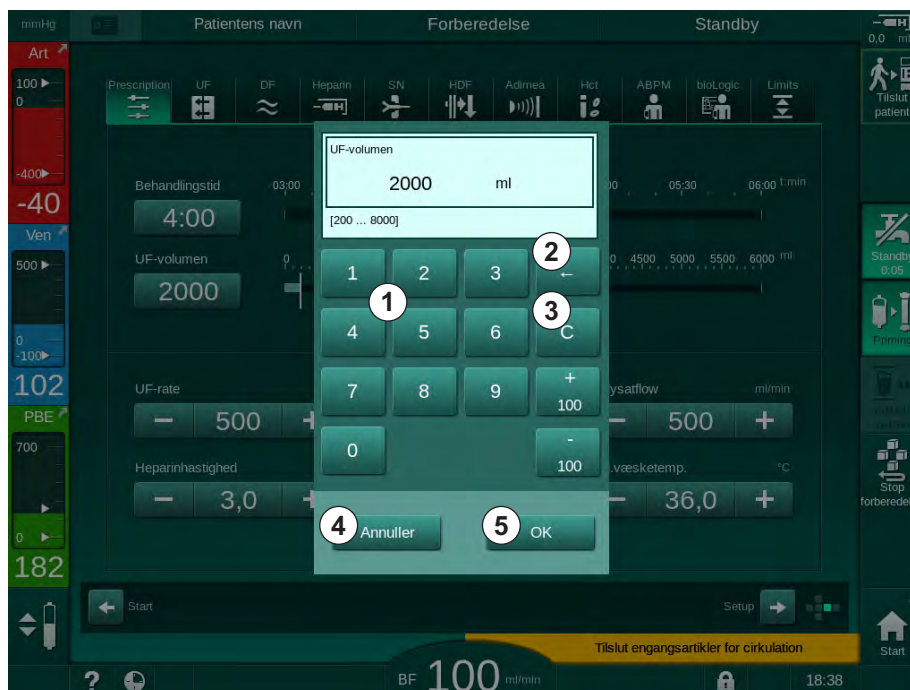 mmHg
Patientens navn
Forberedelse
Standby
0,0
Art
100
0
-400
-40
Ven
500
0
-100
102
PBE
700
0
182
Prescription
UF
DF
Heparin
SN
HDF
Adimea
Hct
ABPM
bioLogic
Limits
Tilslut
patient
Behandlingstid
03:00
05:30
06:00 t:min
4:00
UF-volumen
0
4500 5000 5500 6000 ml
2000
UF-volumen
2000 ml
[200 ... 8000]
1 2 3 ←
4 5 6 C
7 8 9 + 100
0 - 100
1
2
3
4 Annuller
5 OK
UF-rate
− 500 +
ml/min
− 500 +
Heparinhastighed
− 3,0 +
°C
− 36,0 +
Standby
0:05
Priming
Stop
Start
Setup
Tilslut engangsartikler for cirkulation
Start
?
BF 100 ml/min
18:38